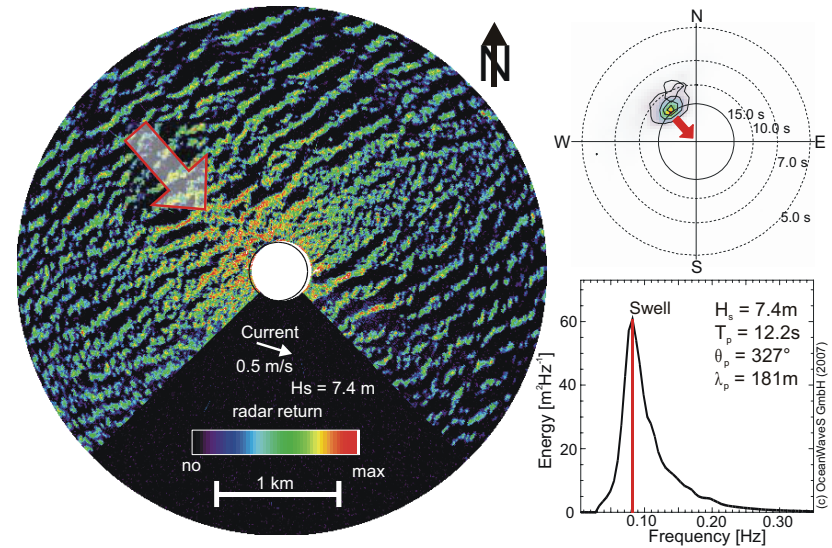 N
Current
0.5 m/s
Hs = 7.4 m
radar return
no
max
1 km
N
W
E
S
15.0 s
10.0 s
7.0 s
5.0 s
Swell
Hs = 7.4m
Tp = 12.2s
θp = 327°
λp = 181m
Energy [m²Hz⁻¹]
60
40
20
0
0.10
0.20
0.30
Frequency [Hz]
(c) OceanWaveS GmbH (2007)